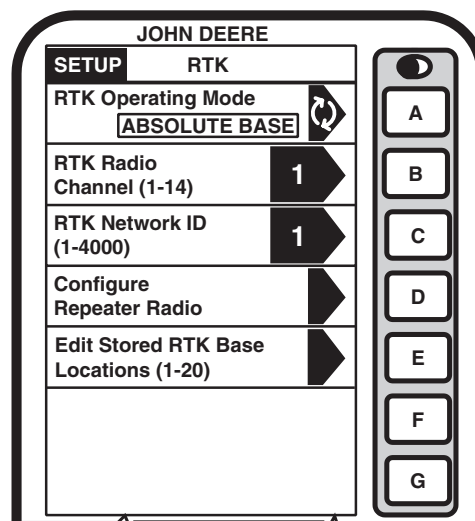 JOHN DEERE
SETUP RTK
RTK Operating Mode
ABSOLUTE BASE
A
RTK Radio
Channel (1-14)
1
B
RTK Network ID
(1-4000)
1
C
Configure
Repeater Radio
D
Edit Stored RTK Base
Locations (1-20)
E
F
G